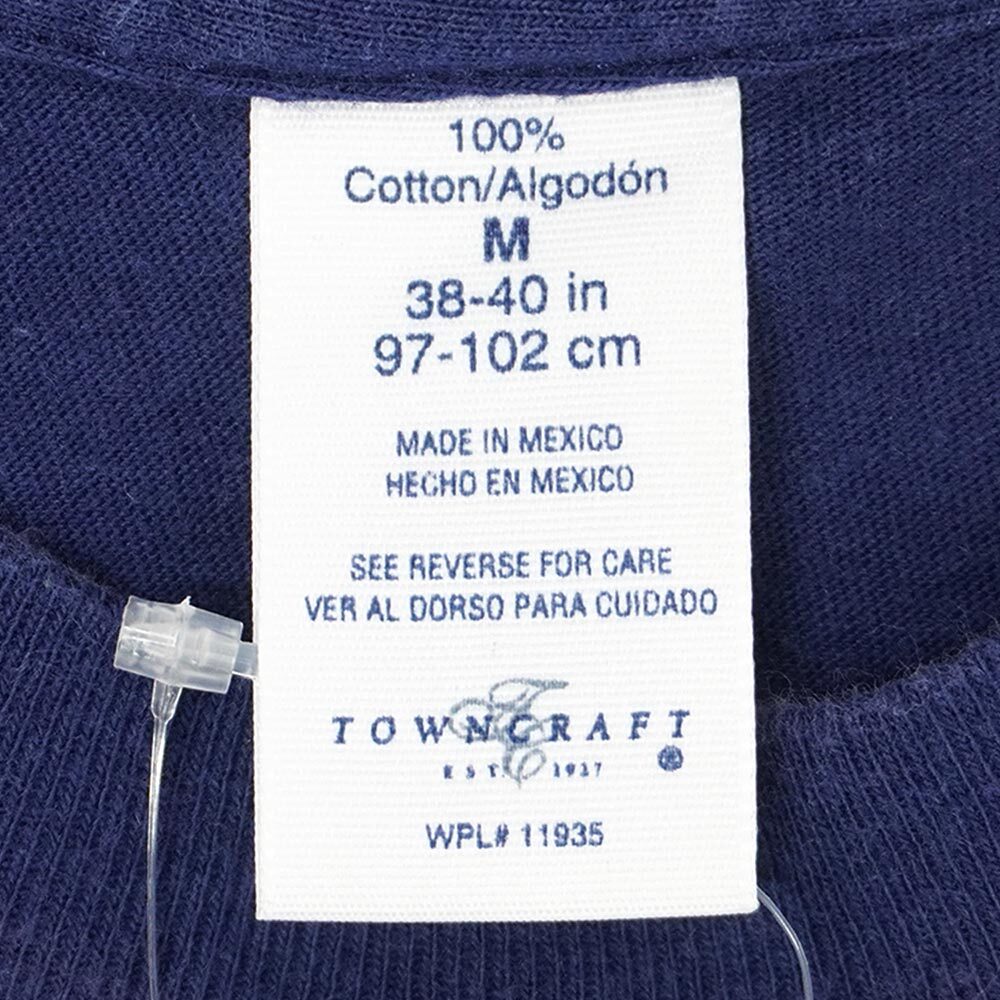 100%
Cotton/Algodón
M
38-40 in
97-102 cm
MADE IN MEXICO
HECHO EN MEXICO
SEE REVERSE FOR CARE
VER AL DORSO PARA CUIDADO
TOWNCRAFT®
EST. 1927
WPL# 11935